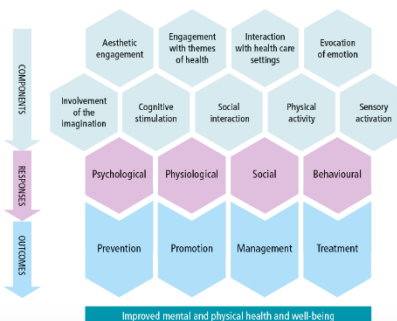 COMPONENTS
Aesthetic
engagement
Engagement
with themes
of health
Interaction
with health care
settings
Evocation
of emotion
Involvement
of the
imagination
Cognitive
stimulation
Social
interaction
Physical
activity
Sensory
activation
RESPONSES
Psychological
Physiological
Social
Behavioural
OUTCOMES
Prevention
Promotion
Management
Treatment
Improved mental and physical health and well-being